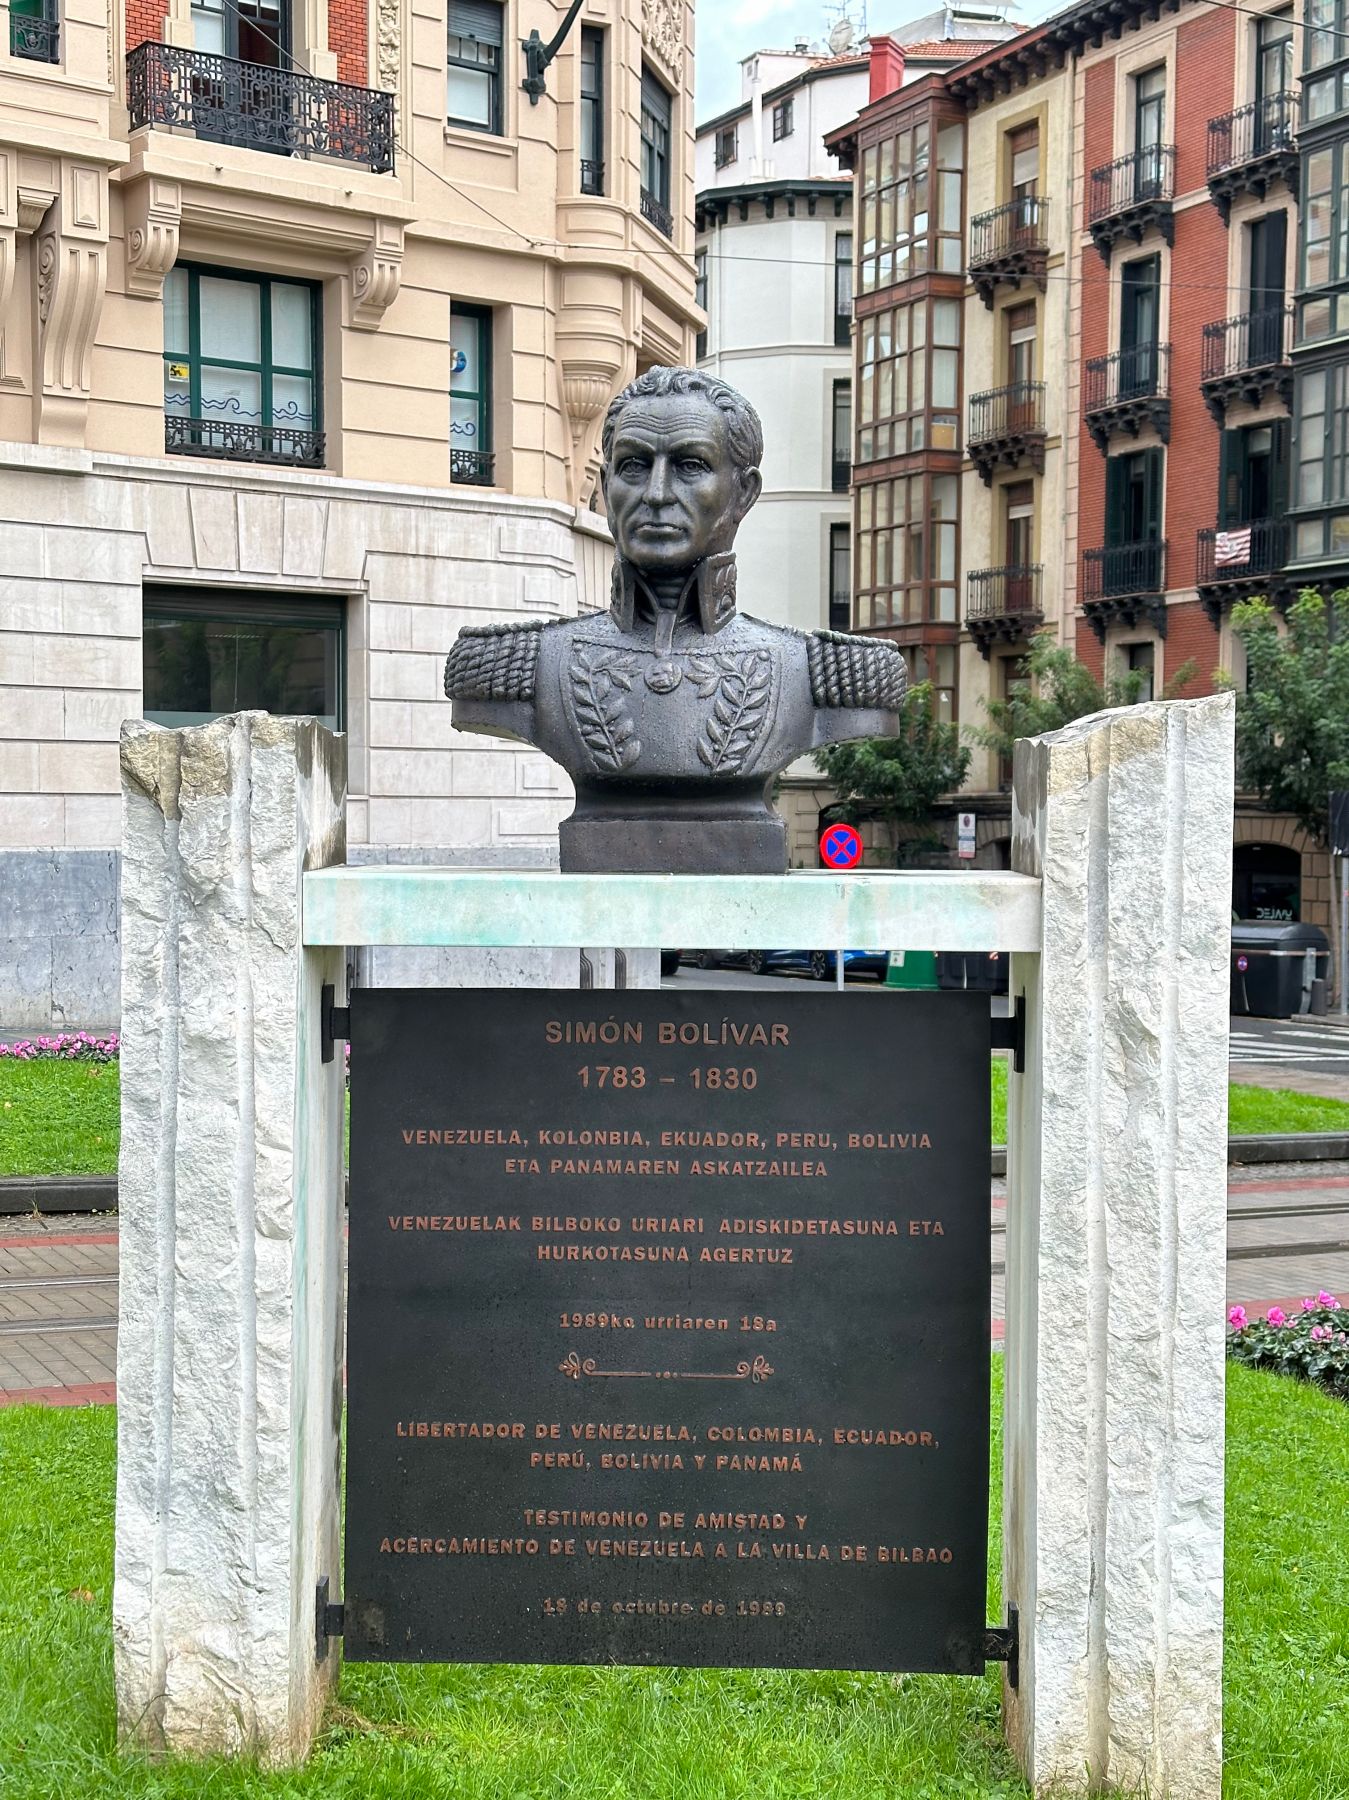 SIMÓN BOLÍVAR
1783 – 1830
VENEZUELA, KOLONBIA, EKUADOR, PERU, BOLIVIA
ETA PANAMAREN ASKATZAILEA
VENEZUELAK BILBOKO URIARI ADISKIDETASUNA ETA
HURKOTASUNA AGERTUZ
1989ko urriaren 18a
LIBERTADOR DE VENEZUELA, COLOMBIA, ECUADOR,
PERÚ, BOLIVIA Y PANAMÁ
TESTIMONIO DE AMISTAD Y
ACERCAMIENTO DE VENEZUELA A LA VILLA DE BILBAO
18 de octubre de 1989